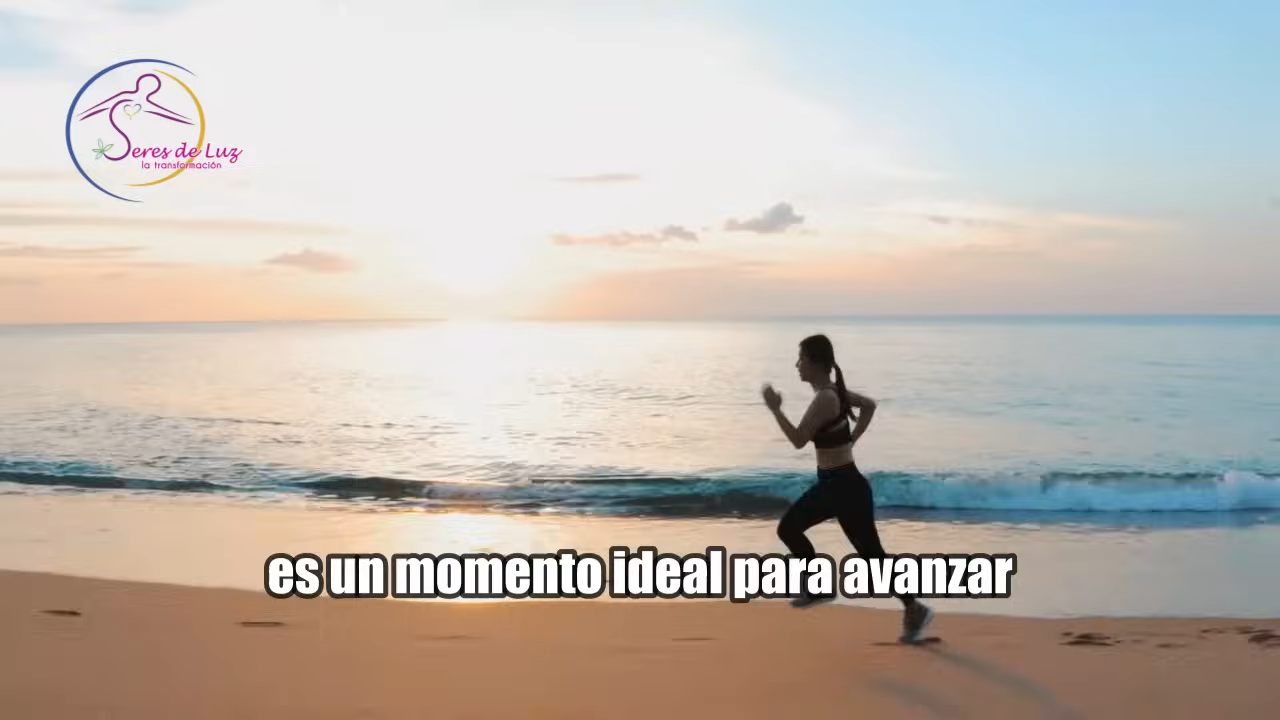 Seres de Luz
la transformación
es un momento ideal para avanzar